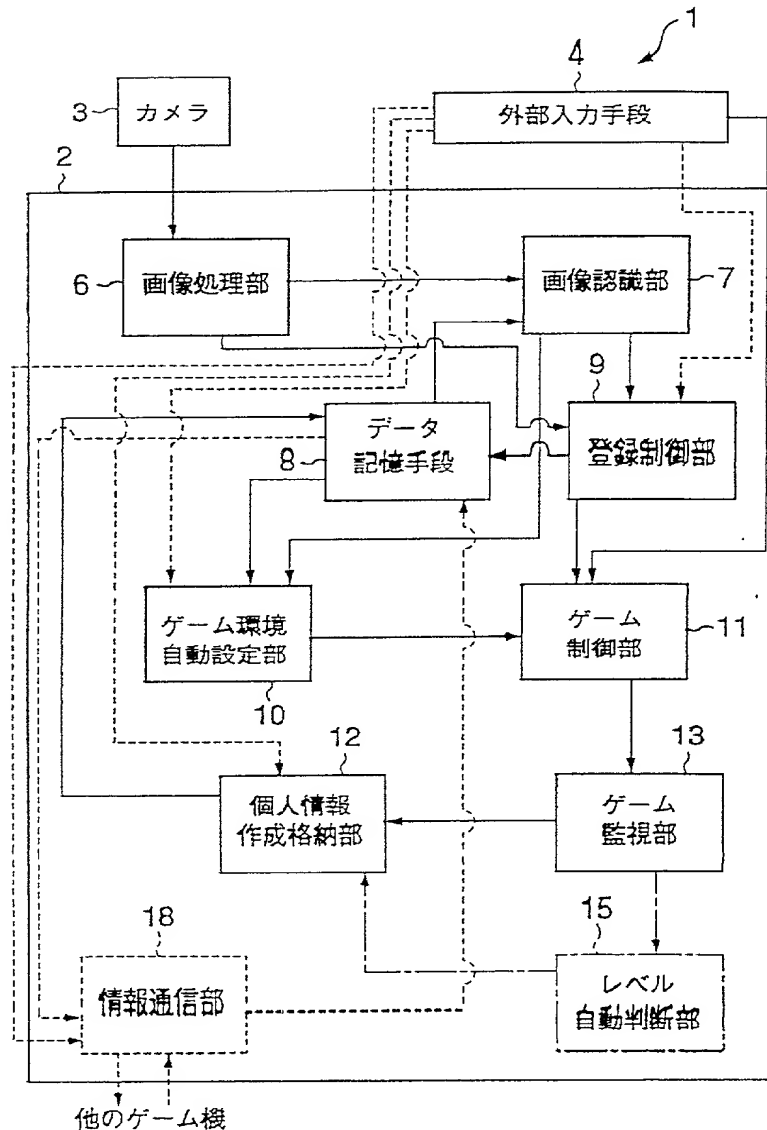 1
4
3
カメラ
外部入力手段
2
6
画像処理部
画像認識部
7
9
データ
記憶手段
8
登録制御部
ゲーム環境
自動設定部
10
ゲーム
制御部
11
12
個人情報
作成格納部
13
ゲーム
監視部
18
情報通信部
15
レベル
自動判断部
他のゲーム機